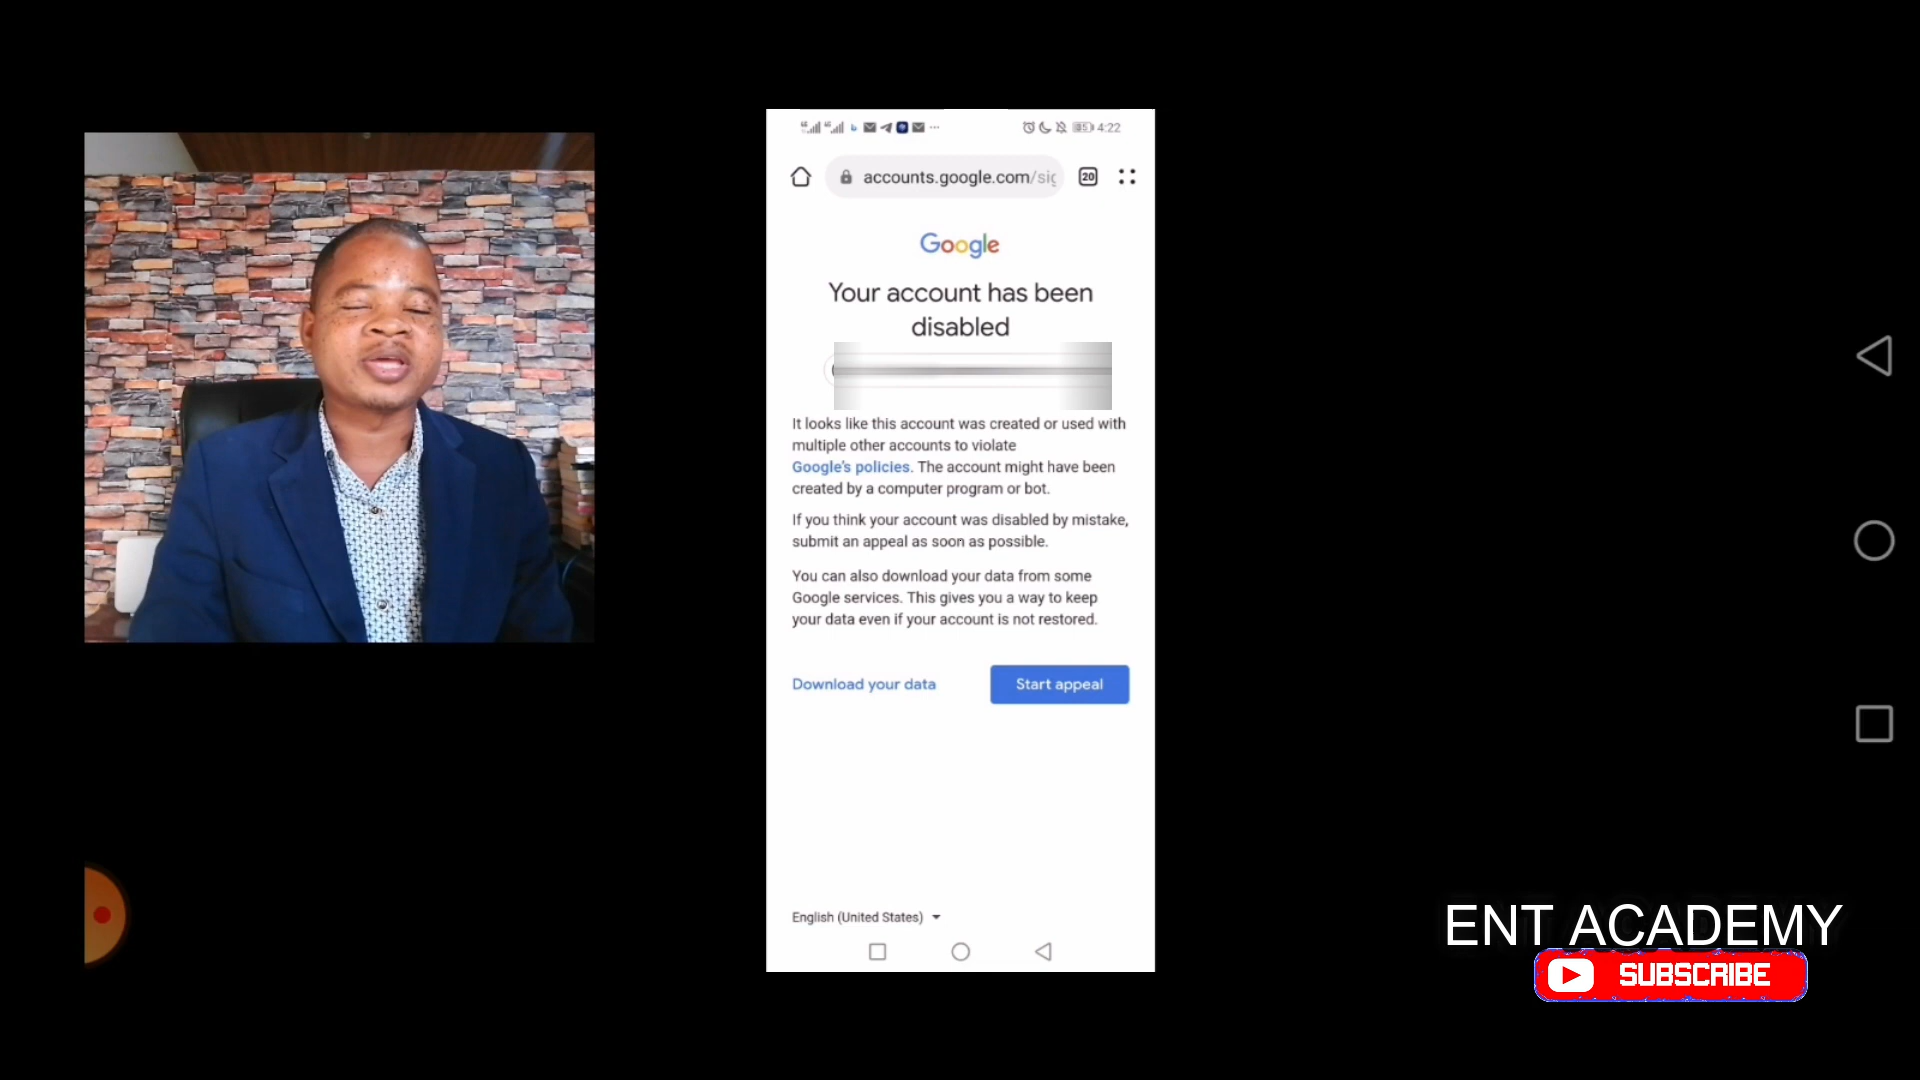 4:22
accounts.google.com/sig
20
Google
Your account has been
disabled
It looks like this account was created or used with
multiple other accounts to violate
Google's policies. The account might have been
created by a computer program or bot.
If you think your account was disabled by mistake,
submit an appeal as soon as possible.
You can also download your data from some
Google services. This gives you a way to keep
your data even if your account is not restored.
Download your data
Start appeal
English (United States)
ENT ACADEMY
SUBSCRIBE